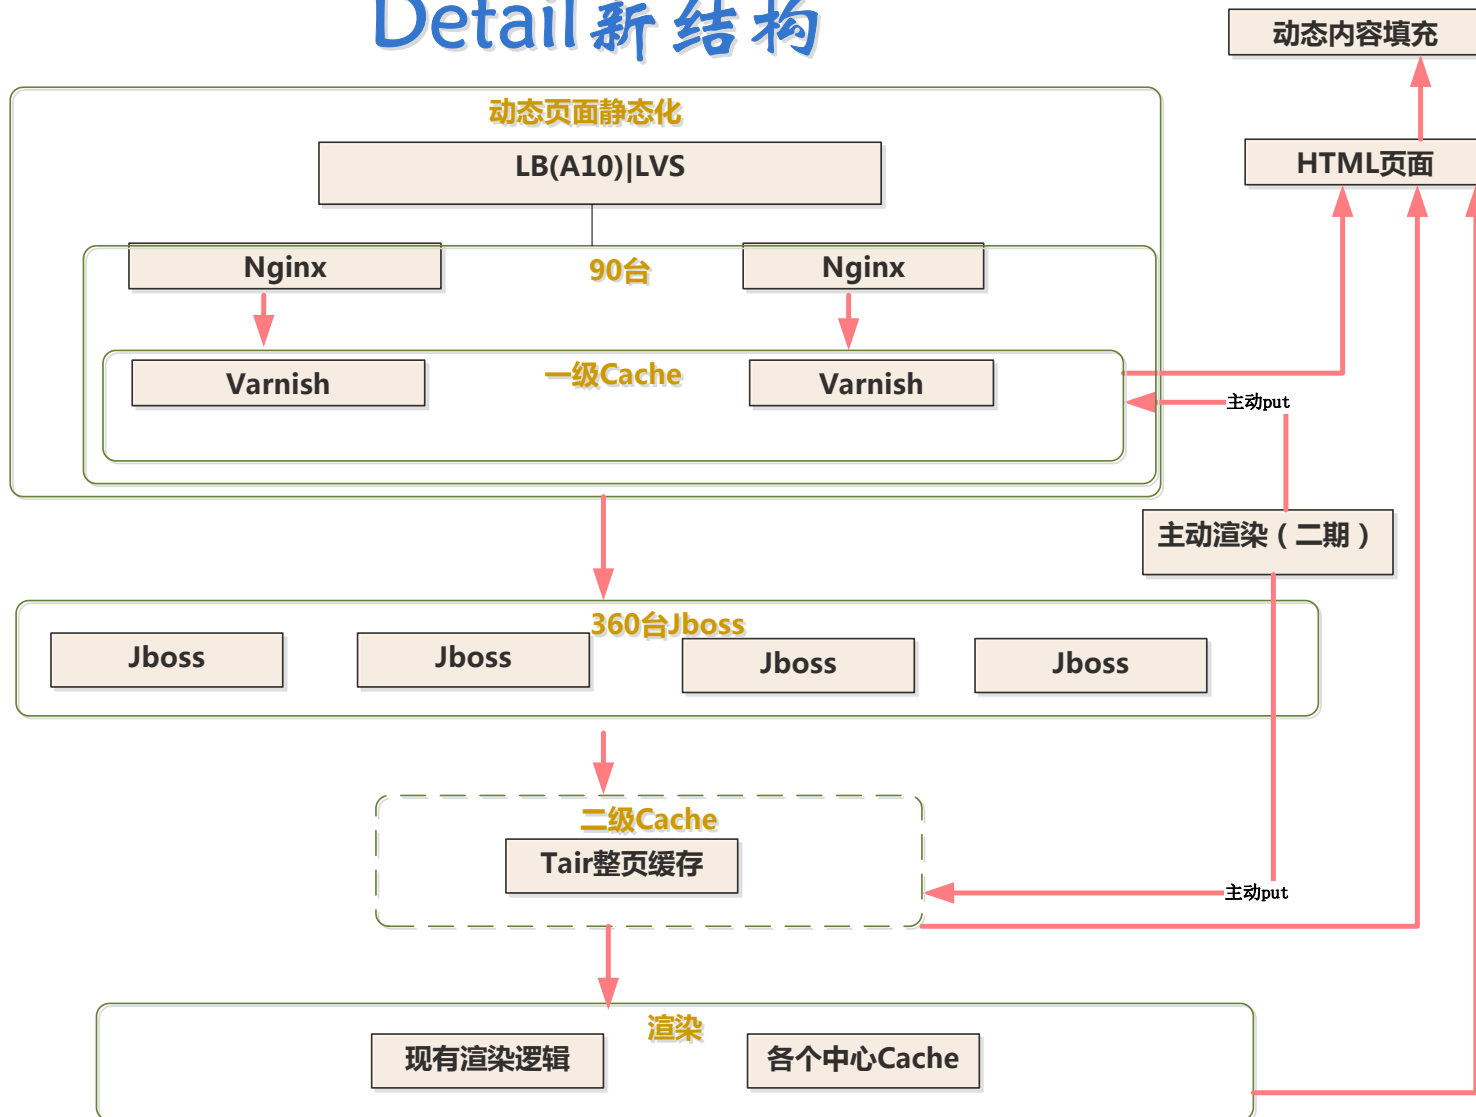 Detail新结构
动态内容填充
动态页面静态化
LB(A10)|LVS
HTML页面
Nginx
90台
Nginx
Varnish
一级Cache
Varnish
主动put
主动渲染（二期）
360台Jboss
Jboss
Jboss
Jboss
Jboss
二级Cache
Tair整页缓存
主动put
渲染
现有渲染逻辑
各个中心Cache